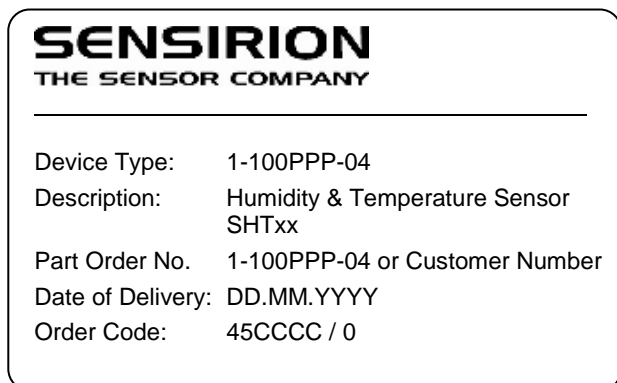 SENSIRION
THE SENSOR COMPANY
Device Type: 1-100PPP-04
Description: Humidity & Temperature Sensor
SHTxx
Part Order No. 1-100PPP-04 or Customer Number
Date of Delivery: DD.MM.YYYY
Order Code: 45CCCC / 0